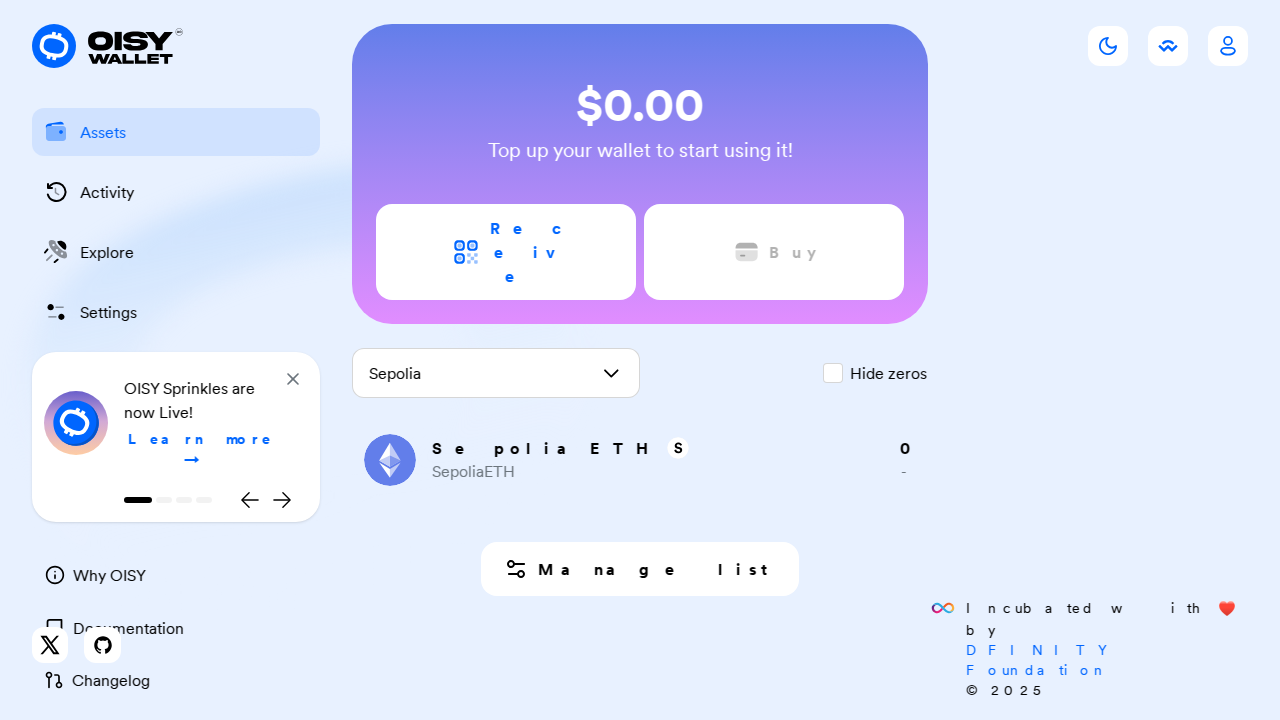 OISY
WALLET
Assets
Activity
Explore
Settings
OISY Sprinkles are
now Live!
Learn more
→
Why OISY
Documentation
Changelog
$0.00
Top up your wallet to start using it!
Receive
Buy
Sepolia
Hide zeros
Sepolia ETH S
SepoliaETH
0
-
Manage list
Incubated with ❤️
by
DFINITY
Foundation
© 2025